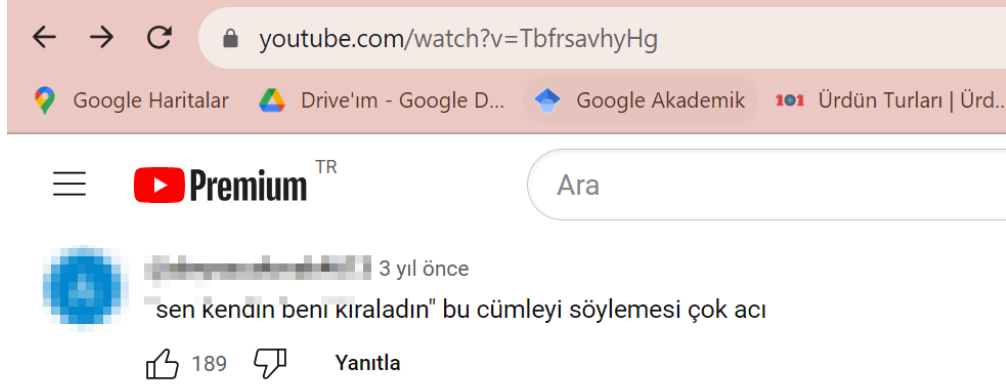 youtube.com/watch?v=TbfrsavhyHg
Google Haritalar Drive'ım - Google D... Google Akademik 101 Ürdün Turları | Ürd...
Premium TR Ara
3 yıl önce
"sen kendin beni kiraladın" bu cümleyi söylemesi çok acı
189 Yanıtla